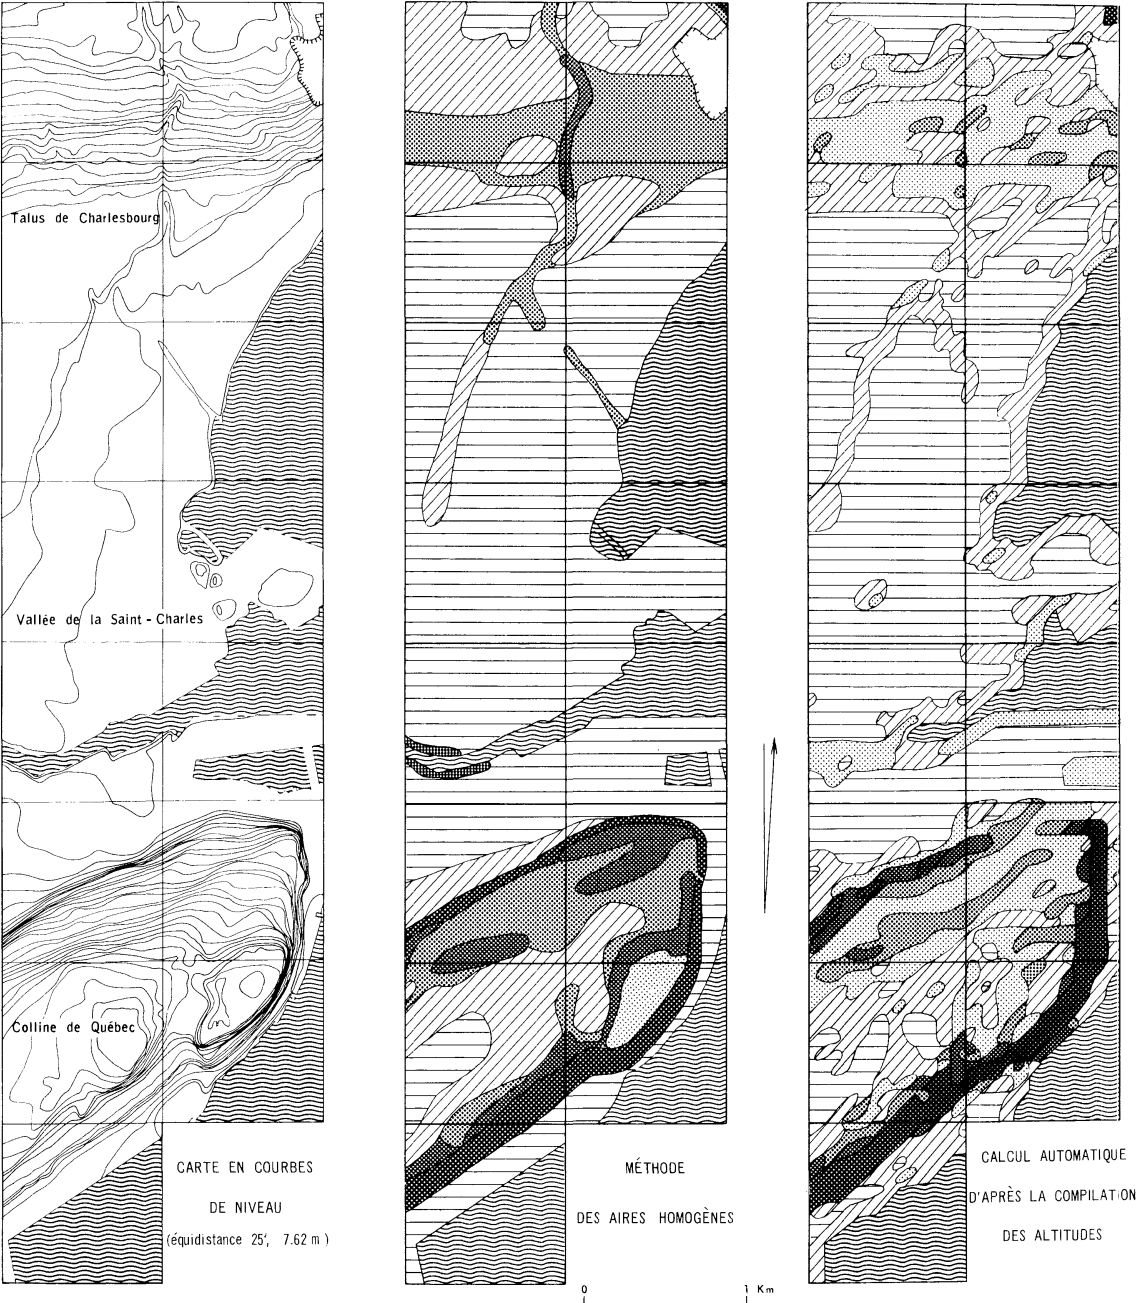 Talus de Charlesbourg
Vallée de la Saint-Charles
Colline de Québec
CARTE EN COURBES
DE NIVEAU
(équidistance 25', 7.62 m)
MÉTHODE
DES AIRES HOMOGÈNES
CALCUL AUTOMATIQUE
D'APRÈS LA COMPILATION
DES ALTITUDES
0 1 Km